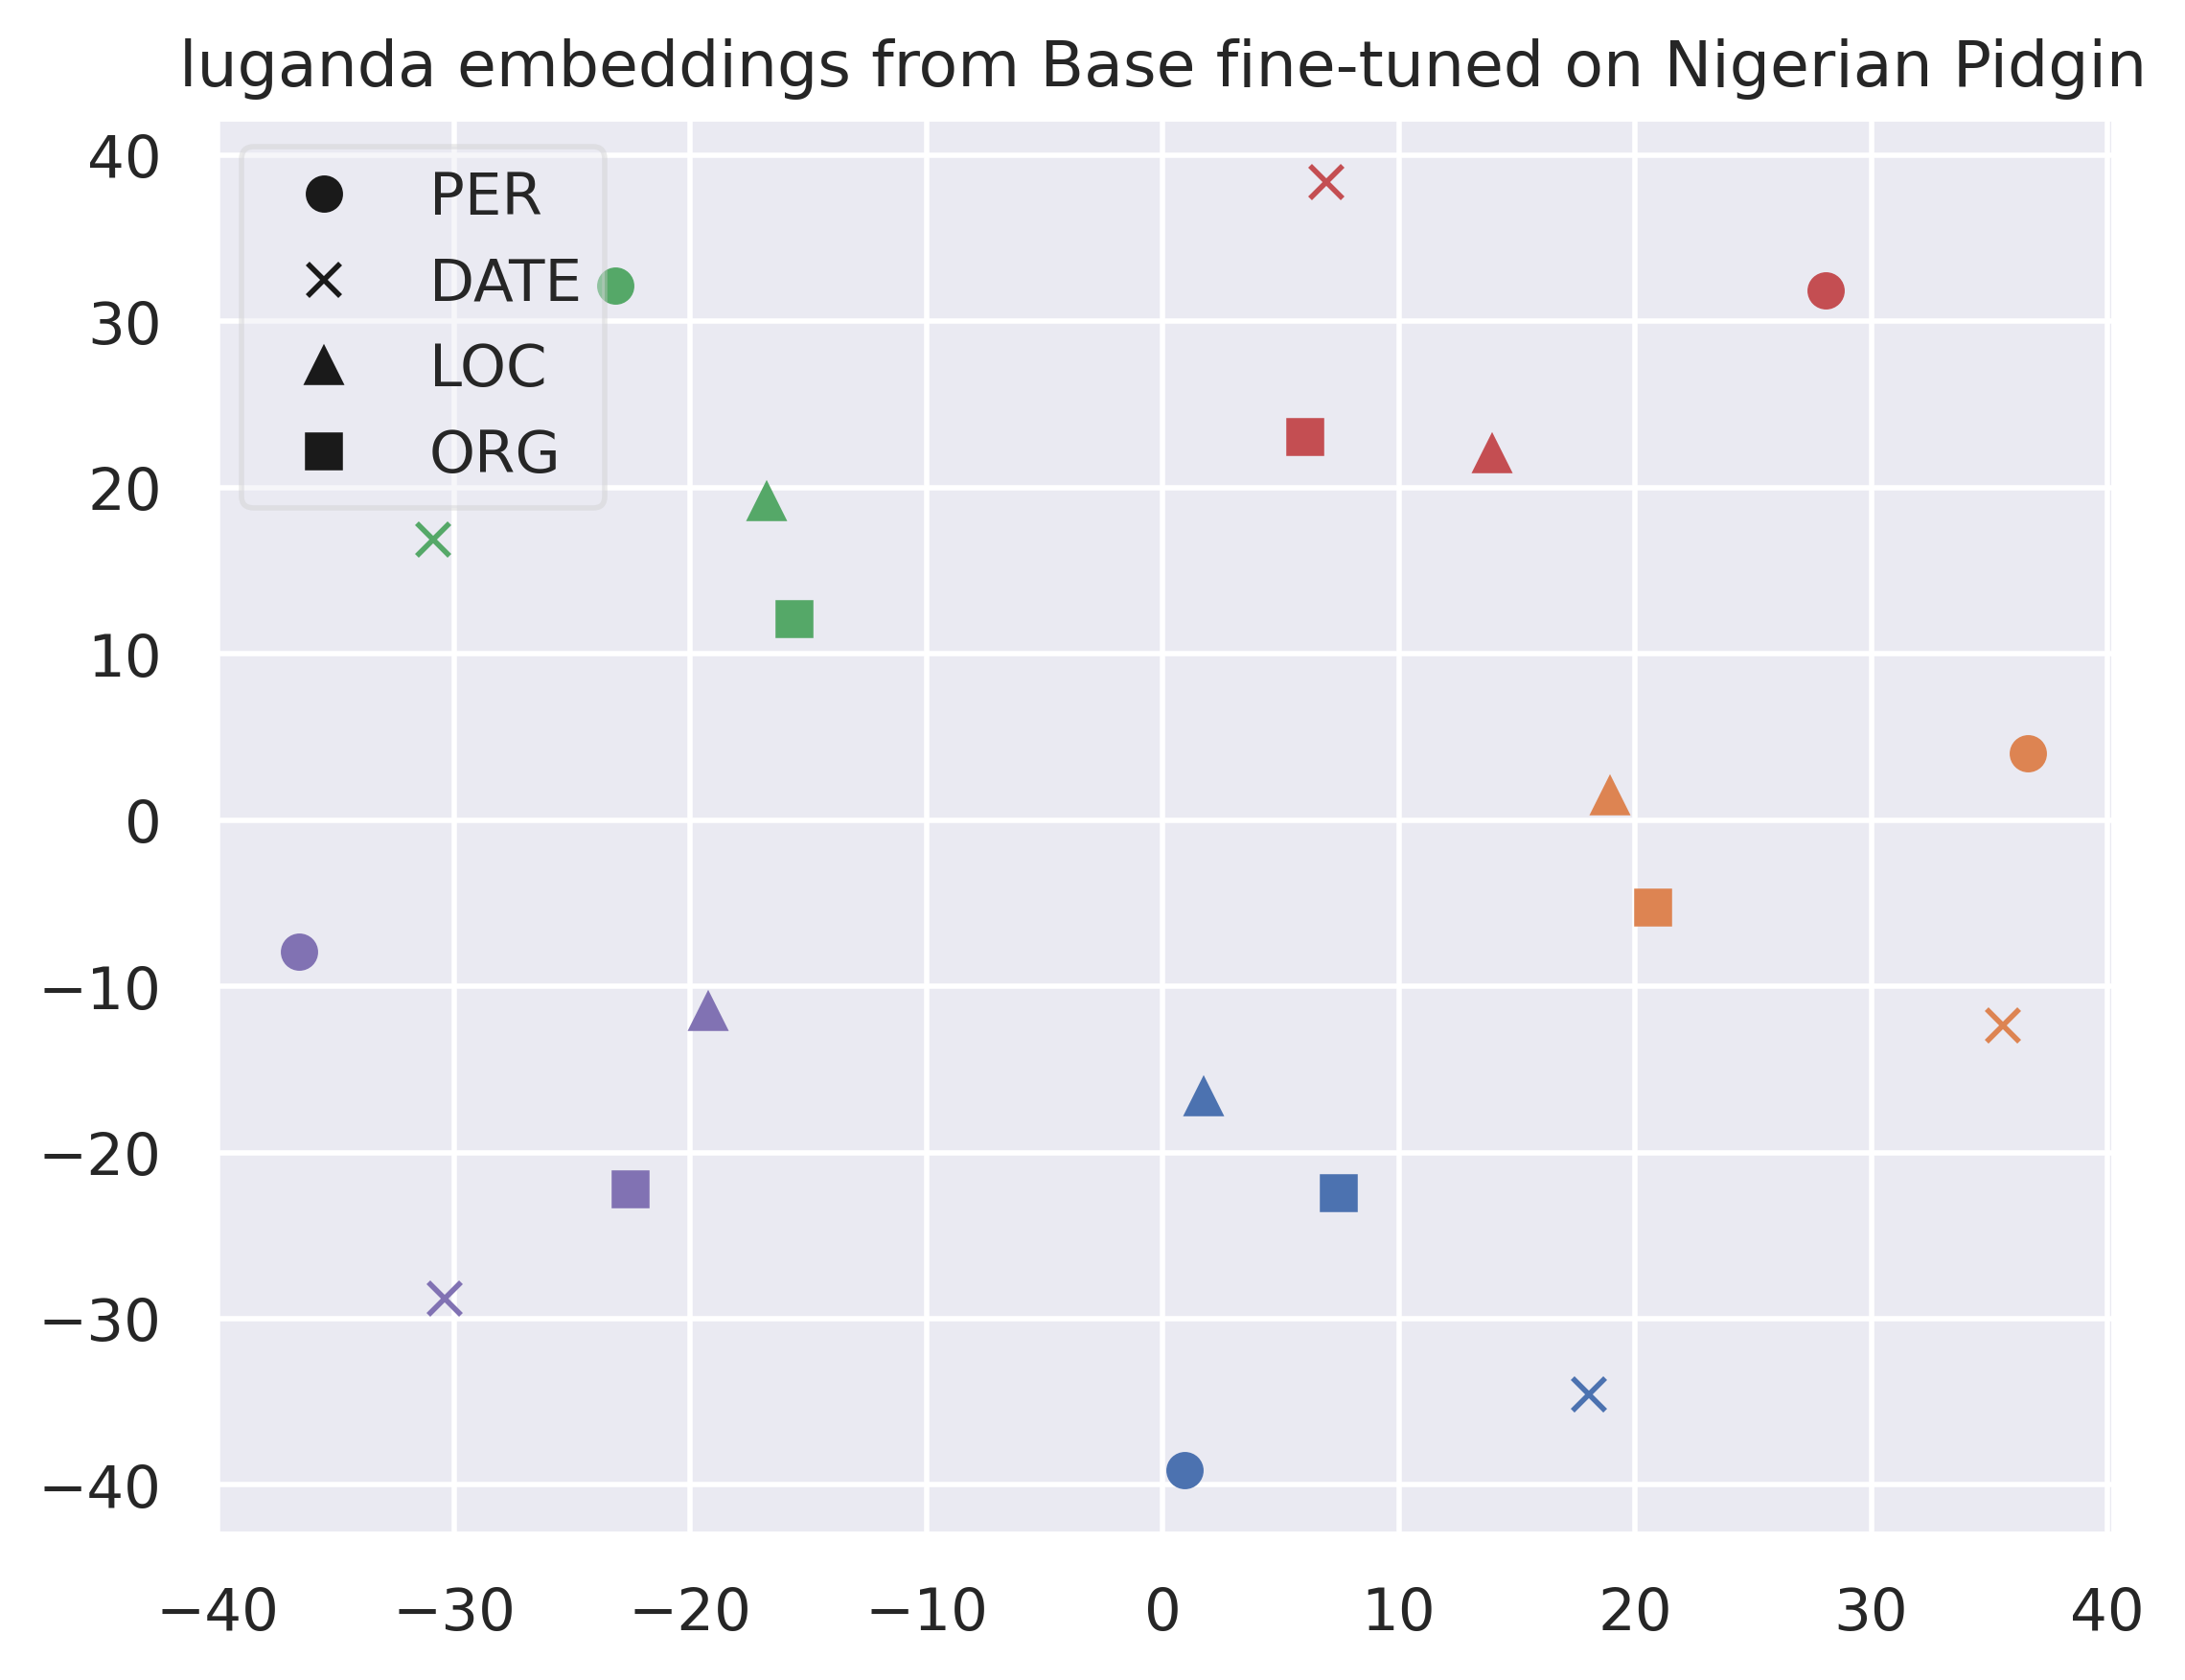 luganda embeddings from Base fine-tuned on Nigerian Pidgin
40
30
20
10
0
−10
−20
−30
−40
PER
DATE
LOC
ORG
−40 −30 −20 −10 0 10 20 30 40